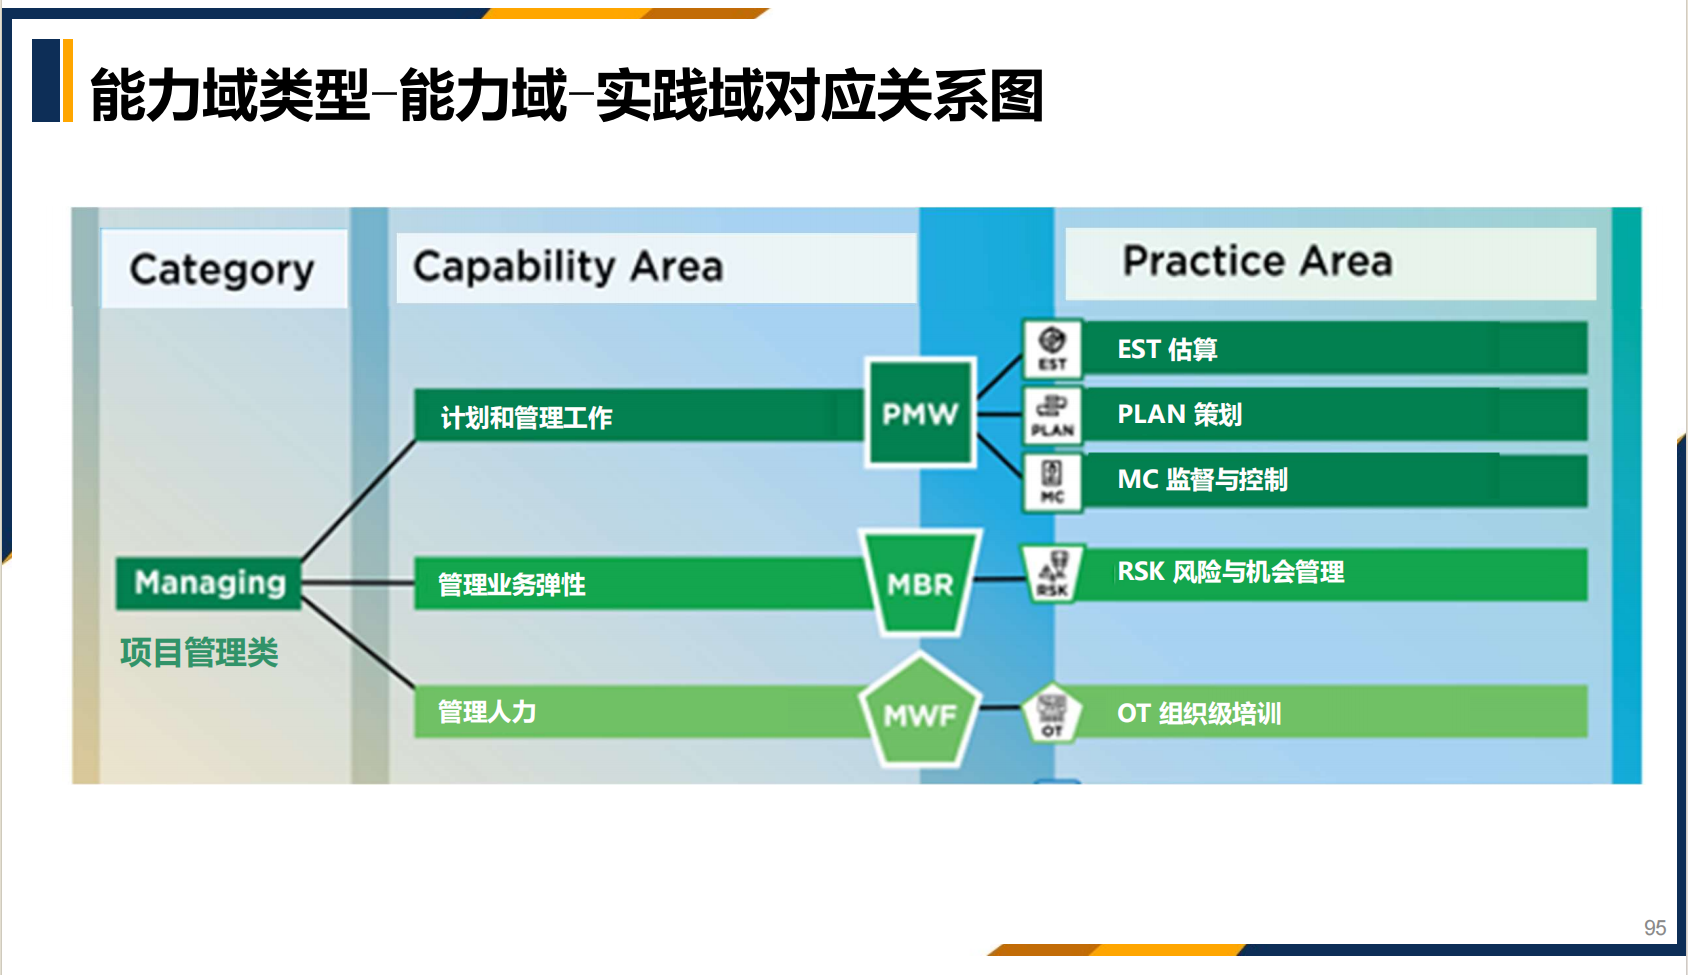 能力域类型–能力域–实践域对应关系图
Category
Capability Area
Practice Area
计划和管理工作
PMW
EST
EST 估算
PLAN
PLAN 策划
MC
MC 监督与控制
Managing
项目管理类
管理业务弹性
MBR
RSK
RSK 风险与机会管理
管理人力
MWF
OT
OT 组织级培训
95